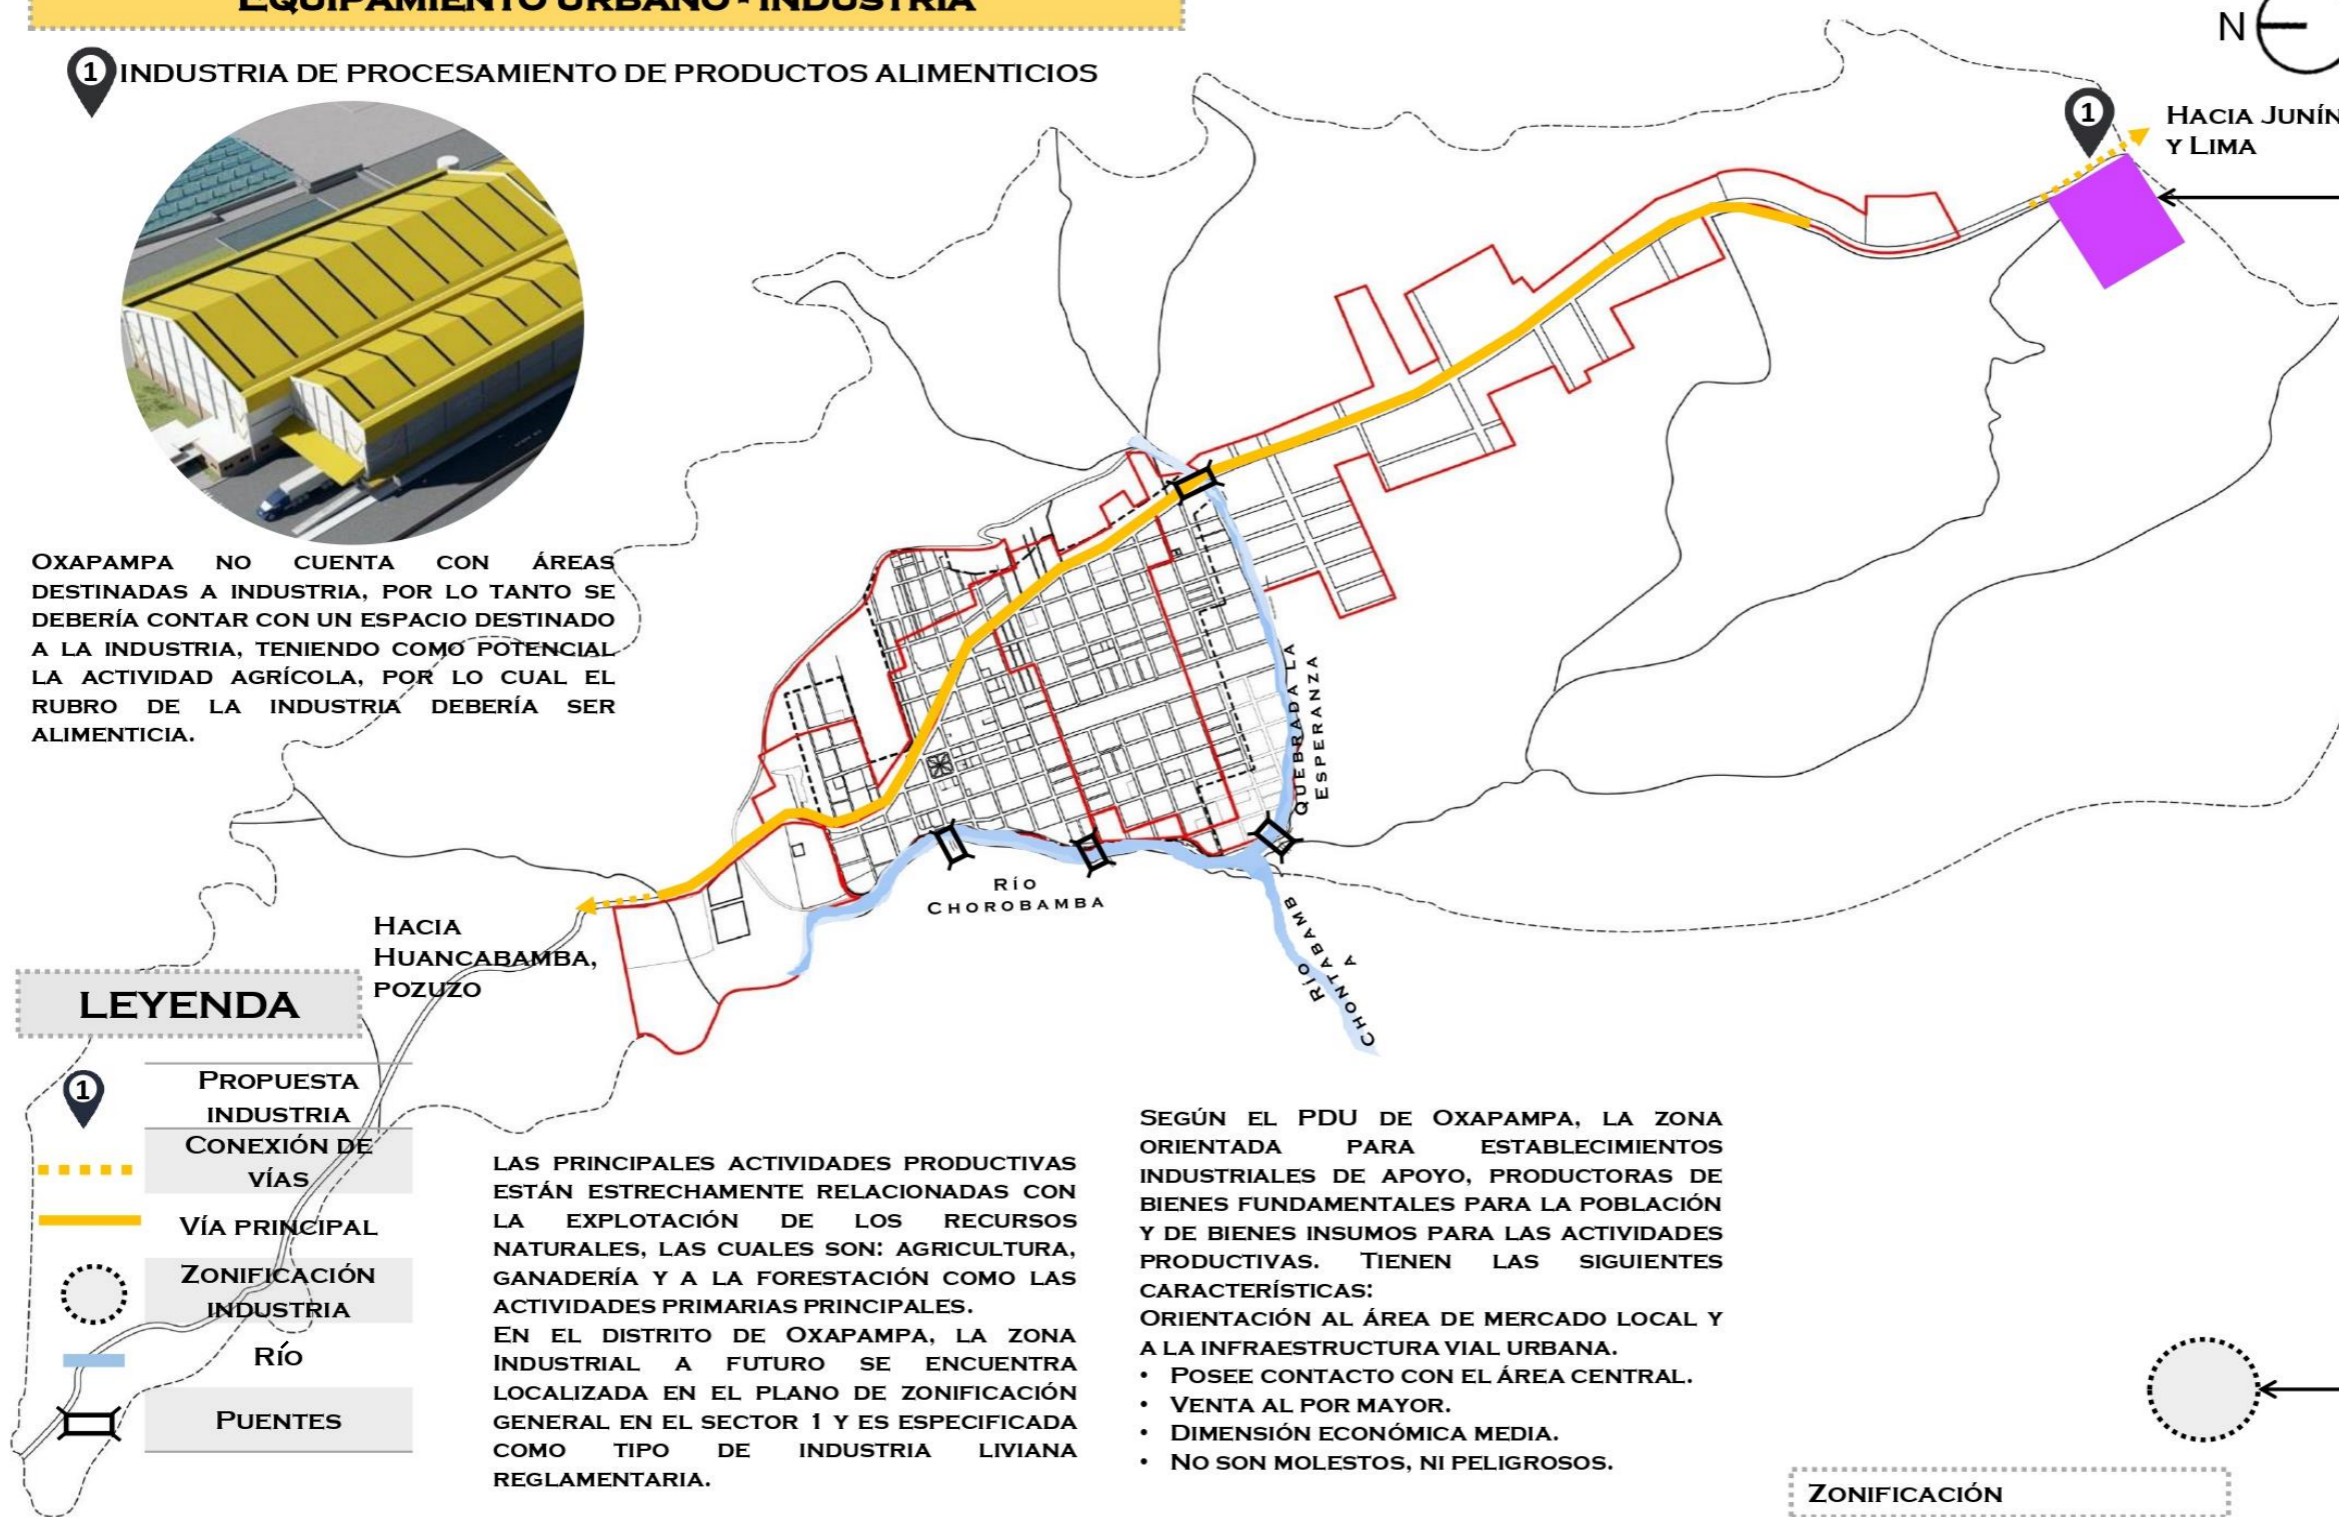 EQUIPAMIENTO URBANO - INDUSTRIA
1 INDUSTRIA DE PROCESAMIENTO DE PRODUCTOS ALIMENTICIOS
N
1
HACIA JUNÍN
Y LIMA
OXAPAMPA NO CUENTA CON ÁREAS
DESTINADAS A INDUSTRIA, POR LO TANTO SE
DEBERÍA CONTAR CON UN ESPACIO DESTINADO
A LA INDUSTRIA, TENIENDO COMO POTENCIAL
LA ACTIVIDAD AGRÍCOLA, POR LO CUAL EL
RUBRO DE LA INDUSTRIA DEBERÍA SER
ALIMENTICIA.
QUEBRADA LA
ESPERANZA
RÍO
CHOROBAMBA
RÍO
CHONTABAMB
A
HACIA
HUANCABAMBA,
POZUZO
LEYENDA
1
PROPUESTA
INDUSTRIA
CONEXIÓN DE
VÍAS
VÍA PRINCIPAL
ZONIFICACIÓN
INDUSTRIA
RÍO
PUENTES
LAS PRINCIPALES ACTIVIDADES PRODUCTIVAS
ESTÁN ESTRECHAMENTE RELACIONADAS CON
LA EXPLOTACIÓN DE LOS RECURSOS
NATURALES, LAS CUALES SON: AGRICULTURA,
GANADERÍA Y A LA FORESTACIÓN COMO LAS
ACTIVIDADES PRIMARIAS PRINCIPALES.
EN EL DISTRITO DE OXAPAMPA, LA ZONA
INDUSTRIAL A FUTURO SE ENCUENTRA
LOCALIZADA EN EL PLANO DE ZONIFICACIÓN
GENERAL EN EL SECTOR 1 Y ES ESPECIFICADA
COMO TIPO DE INDUSTRIA LIVIANA
REGLAMENTARIA.
SEGÚN EL PDU DE OXAPAMPA, LA ZONA
ORIENTADA PARA ESTABLECIMIENTOS
INDUSTRIALES DE APOYO, PRODUCTORAS DE
BIENES FUNDAMENTALES PARA LA POBLACIÓN
Y DE BIENES INSUMOS PARA LAS ACTIVIDADES
PRODUCTIVAS. TIENEN LAS SIGUIENTES
CARACTERÍSTICAS:
ORIENTACIÓN AL ÁREA DE MERCADO LOCAL Y
A LA INFRAESTRUCTURA VIAL URBANA.
• POSEE CONTACTO CON EL ÁREA CENTRAL.
• VENTA AL POR MAYOR.
• DIMENSIÓN ECONÓMICA MEDIA.
• NO SON MOLESTOS, NI PELIGROSOS.
ZONIFICACIÓN